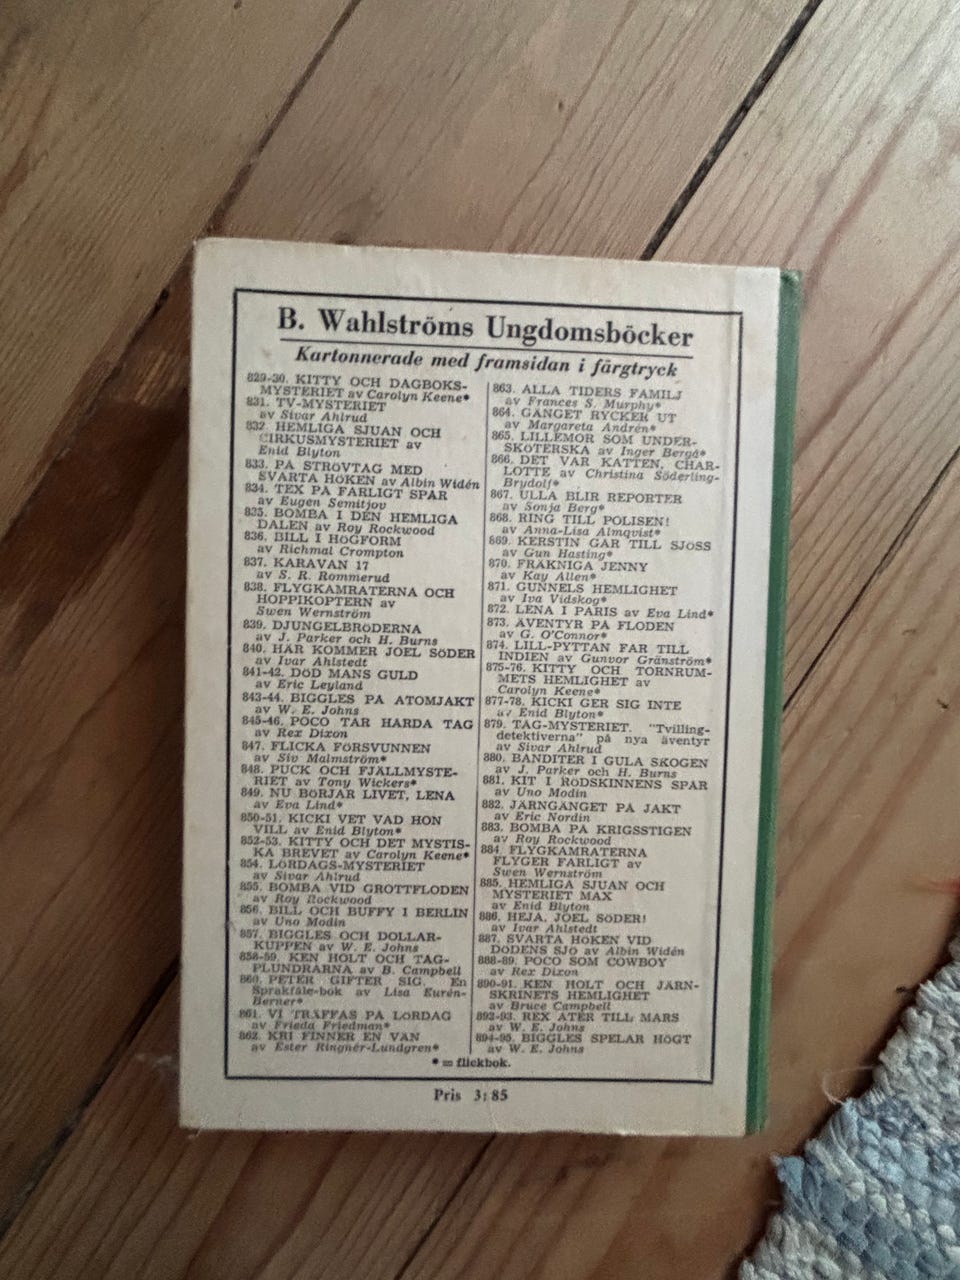 B. Wahlströms Ungdomsböcker
Kartonnerade med framsidan i färgtryck
829-30. KITTY OCH DAGBOKS-
MYSTERIET av Carolyn Keene*
831. TV-MYSTERIET
av Sivar Ahlrud
832. HEMLIGA SJUAN OCH
CIRKUSMYSTERIET av
Enid Blyton
833. PÅ STRÖVTÅG MED
SVARTA HÖKEN av Albin Widén
834. TEX PÅ FARLIGT SPÅR
av Eugen Semitjov
835. BOMBA I DEN HEMLIGA
DALEN av Roy Rockwood
836. BILL I HÖGFORM
av Richmal Crompton
837. KARAVAN 17
av S. R. Rommerud
838. FLYGKAMRATERNA OCH
HOPPIKOPTERN av
Swen Wernström
839. DJUNGELBRÖDERNA
av J. Parker och H. Burns
840. HÄR KOMMER JOEL SÖDER
av Ivar Ahlstedt
841-42. DÖD MANS GULD
av Eric Leyland
843-44. BIGGLES PÅ ATOMJAKT
av W. E. Johns
845-46. POCO TAR HÅRDA TAG
av Rex Dixon
847. FLICKA FÖRSVUNNEN
av Siv Malmström*
848. PUCK OCH FJÄLLMYSTE-
RIET av Tony Wickers*
849. NU BÖRJAR LIVET, LENA
av Eva Lind*
850-51. KICKI VET VAD HON
VILL av Enid Blyton*
852-53. KITTY OCH DET MYSTIS-
KA BREVET av Carolyn Keene*
854. LÖRDAGS-MYSTERIET
av Sivar Ahlrud
855. BOMBA VID GROTTFLODEN
av Roy Rockwood
856. BILL OCH BUFFY I BERLIN
av Uno Modin
857. BIGGLES OCH DOLLAR-
KUPPEN av W. E. Johns
858-59. KEN HOLT OCH TÅG-
PLUNDRARNA av B. Campbell
860. PETER GIFTER SIG. En
Språkfåle-bok av Lisa Eurén-
Berner*
861. VI TRÄFFAS PÅ LÖRDAG
av Frieda Friedman*
862. KRI FINNER EN VÄN
av Ester Ringnér-Lundgren*
863. ALLA TIDERS FAMILJ
av Frances S. Murphy*
864. GÄNGET RYCKER UT
av Margareta Andrén*
865. LILLEMOR SOM UNDER-
SKÖTERSKA av Inger Bergå*
866. DET VAR KATTEN, CHAR-
LOTTE av Christina Söderling-
Brydolf*
867. ULLA BLIR REPORTER
av Sonja Berg*
868. RING TILL POLISEN!
av Anna-Lisa Almqvist*
869. KERSTIN GÅR TILL SJÖSS
av Gun Hasting*
870. FRÄKNIGA JENNY
av Kay Allen*
871. GUNNELS HEMLIGHET
av Iva Vidskog*
872. LENA I PARIS av Eva Lind*
873. ÄVENTYR PÅ FLODEN
av G. O'Connor*
874. LILL-PYTTAN FAR TILL
INDIEN av Gunvor Gränström*
875-76. KITTY OCH TORNRUM-
METS HEMLIGHET av
Carolyn Keene*
877-78. KICKI GER SIG INTE
av Enid Blyton*
879. TÅG-MYSTERIET. "Tvilling-
detektiverna" på nya äventyr
av Sivar Ahlrud
880. BANDITER I GULA SKOGEN
av J. Parker och H. Burns
881. KIT I RÖDSKINNENS SPÅR
av Uno Modin
882. JÄRNGÄNGET PÅ JAKT
av Eric Nordin
883. BOMBA PÅ KRIGSSTIGEN
av Roy Rockwood
884. FLYGKAMRATERNA
FLYGER FARLIGT av
Swen Wernström
885. HEMLIGA SJUAN OCH
MYSTERIET MAX
av Enid Blyton
886. HEJA, JOEL SÖDER!
av Ivar Ahlstedt
887. SVARTA HÖKEN VID
DÖDENS SJÖ av Albin Widén
888-89. POCO SOM COWBOY
av Rex Dixon
890-91. KEN HOLT OCH JÄRN-
SKRINETS HEMLIGHET
av Bruce Campbell
892-93. REX ÅTER TILL MARS
av W. E. Johns
894-95. BIGGLES SPELAR HÖGT
av W. E. Johns
* = flickbok.
Pris 3:85